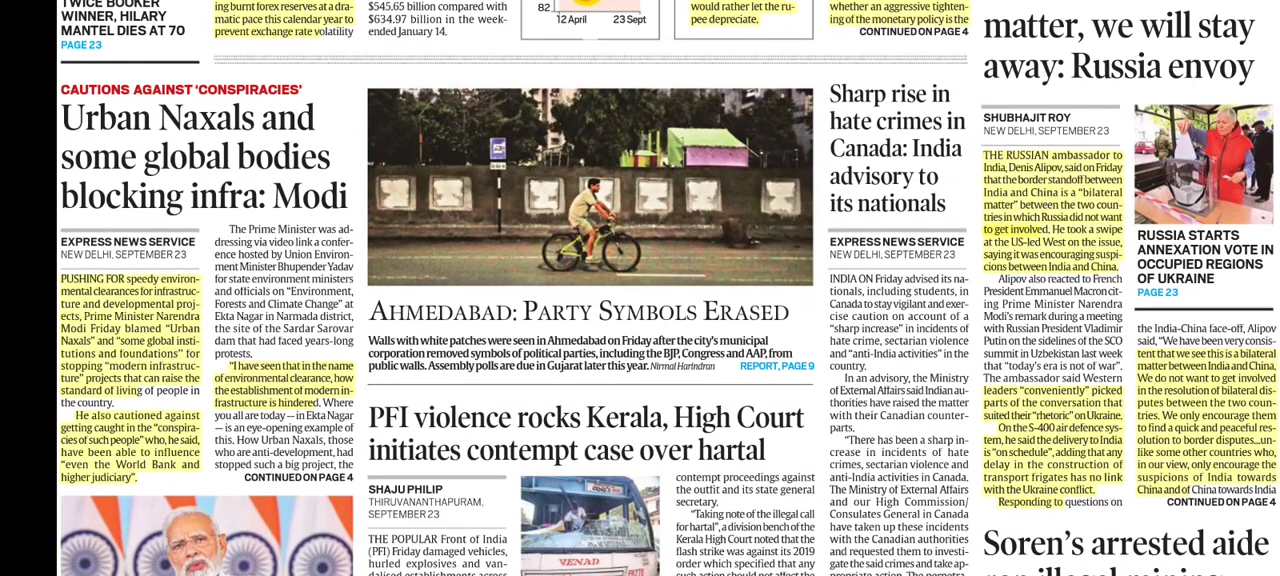 TWICE BOOKER
WINNER, HILARY
MANTEL DIES AT 70
PAGE 23
ing burnt forex reserves at a dra-
matic pace this calendar year to
prevent exchange rate volatility
$545.65 billion compared with
$634.97 billion in the week-
ended January 14.
82
12 April 23 Sept
would rather let the ru-
pee depreciate.
whether an aggressive tighten-
ing of the monetary policy is the
CONTINUED ON PAGE 4
CAUTIONS AGAINST 'CONSPIRACIES'
Urban Naxals and
some global bodies
blocking infra: Modi
EXPRESS NEWS SERVICE
NEW DELHI, SEPTEMBER 23
PUSHING FOR speedy environ-
mental clearances for infrastruc-
ture and developmental proj-
ects, Prime Minister Narendra
Modi Friday blamed "Urban
Naxals" and "some global insti-
tutions and foundations" for
stopping "modern infrastruc-
ture" projects that can raise the
standard of living of people in
the country.
He also cautioned against
getting caught in the "conspira-
cies of such people" who, he said,
have been able to influence
"even the World Bank and
higher judiciary".
The Prime Minister was ad-
dressing via video link a confer-
ence hosted by Union Environ-
ment Minister Bhupender Yadav
for state environment ministers
and officials on "Environment,
Forests and Climate Change" at
Ekta Nagar in Narmada district,
the site of the Sardar Sarovar
dam that had faced years-long
protests.
"I have seen that in the name
of environmental clearance, how
the establishment of modern in-
frastructure is hindered. Where
you all are today -- in Ekta Nagar
-- is an eye-opening example of
this. How Urban Naxals, those
who are anti-development, had
stopped such a big project, the
CONTINUED ON PAGE 4
AHMEDABAD: PARTY SYMBOLS ERASED
Walls with white patches were seen in Ahmedabad on Friday after the city's municipal
corporation removed symbols of political parties, including the BJP, Congress and AAP, from
public walls. Assembly polls are due in Gujarat later this year. Nirmal Harindran REPORT, PAGE 9
PFI violence rocks Kerala, High Court
initiates contempt case over hartal
SHAJU PHILIP
THIRUVANANTHAPURAM,
SEPTEMBER 23
THE POPULAR Front of India
(PFI) Friday damaged vehicles,
hurled explosives and van-
dalised establishments across
VENAD
contempt proceedings against
the outfit and its state general
secretary.
"Taking note of the illegal call
for hartal", a division bench of the
Kerala High Court noted that the
flash strike was against its 2019
order which specified that any
such action should not affect the
Sharp rise in
hate crimes in
Canada: India
advisory to
its nationals
EXPRESS NEWS SERVICE
NEW DELHI, SEPTEMBER 23
INDIA ON Friday advised its na-
tionals, including students, in
Canada to stay vigilant and exer-
cise caution on account of a
"sharp increase" in incidents of
hate crime, sectarian violence
and "anti-India activities" in the
country.
In an advisory, the Ministry
of External Affairs said Indian au-
thorities have raised the matter
with their Canadian counter-
parts.
"There has been a sharp in-
crease in incidents of hate
crimes, sectarian violence and
anti-India activities in Canada.
The Ministry of External Affairs
and our High Commission/
Consulates General in Canada
have taken up these incidents
with the Canadian authorities
and requested them to investi-
gate the said crimes and take ap-
propriate action. The perpetra-
matter, we will stay
away: Russia envoy
SHUBHAJIT ROY
NEW DELHI, SEPTEMBER 23
THE RUSSIAN ambassador to
India, Denis Alipov, said on Friday
that the border standoff between
India and China is a "bilateral
matter" between the two coun-
tries in which Russia did not want
to get involved. He took a swipe
at the US-led West on the issue,
saying it was encouraging suspi-
cions between India and China.
Alipov also reacted to French
President Emmanuel Macron cit-
ing Prime Minister Narendra
Modi's remark during a meeting
with Russian President Vladimir
Putin on the sidelines of the SCO
summit in Uzbekistan last week
that "today's era is not of war".
The ambassador said Western
leaders "conveniently" picked
parts of the conversation that
suited their "rhetoric" on Ukraine.
On the S-400 air defence sys-
tem, he said the delivery to India
is "on schedule", adding that any
delay in the construction of
transport frigates has no link
with the Ukraine conflict.
Responding to questions on
RUSSIA STARTS
ANNEXATION VOTE IN
OCCUPIED REGIONS
OF UKRAINE
PAGE 23
the India-China face-off, Alipov
said, "We have been very consis-
tent that we see this is a bilateral
matter between India and China.
We do not want to get involved
in the resolution of bilateral dis-
putes between the two coun-
tries. We only encourage them
to find a quick and peaceful res-
olution to border disputes...un-
like some other countries who,
in our view, only encourage the
suspicions of India towards
China and of China towards India
CONTINUED ON PAGE 4
Soren's arrested aide
ran illegal mining